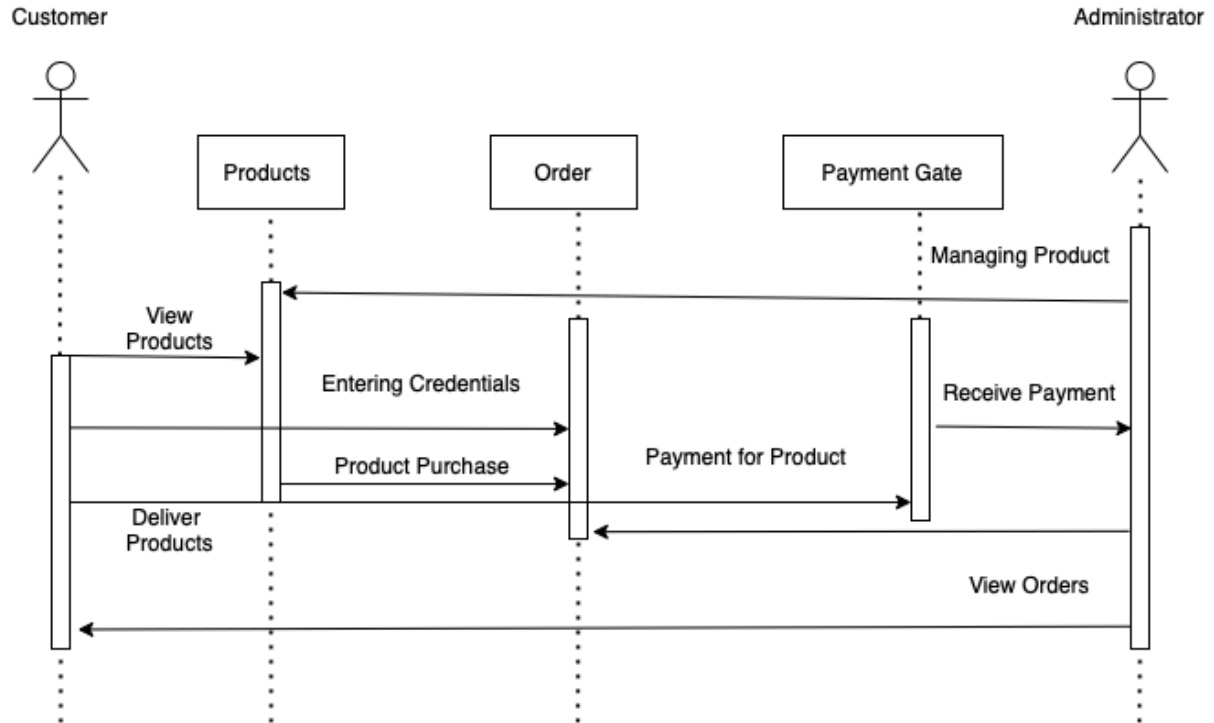 Customer
Administrator
Products
Order
Payment Gate
Managing Product
View
Products
Entering Credentials
Receive Payment
Payment for Product
Product Purchase
Deliver
Products
View Orders